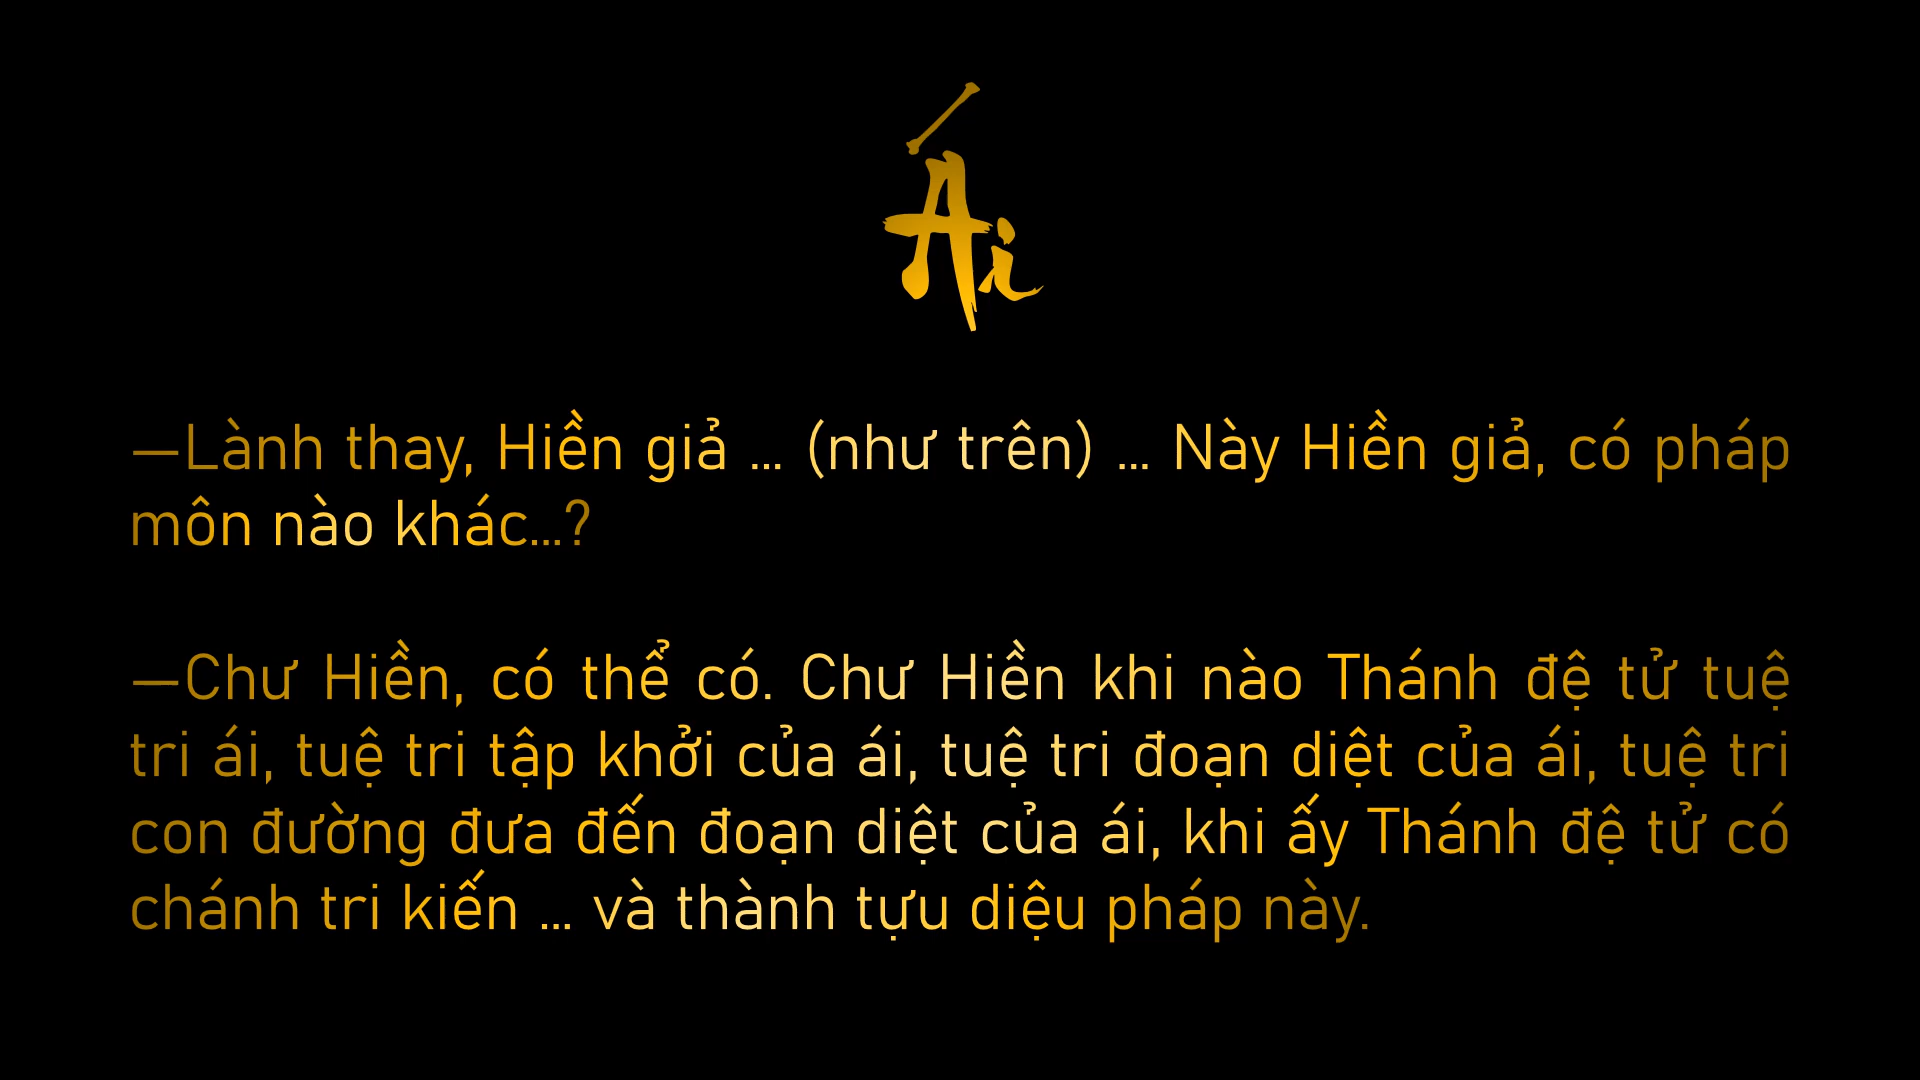 Ái
—Lành thay, Hiền giả ... (như trên) ... Này Hiền giả, có pháp
môn nào khác...?
—Chư Hiền, có thể có. Chư Hiền khi nào Thánh đệ tử tuệ
tri ái, tuệ tri tập khởi của ái, tuệ tri đoạn diệt của ái, tuệ tri
con đường đưa đến đoạn diệt của ái, khi ấy Thánh đệ tử có
chánh tri kiến ... và thành tựu diệu pháp này.